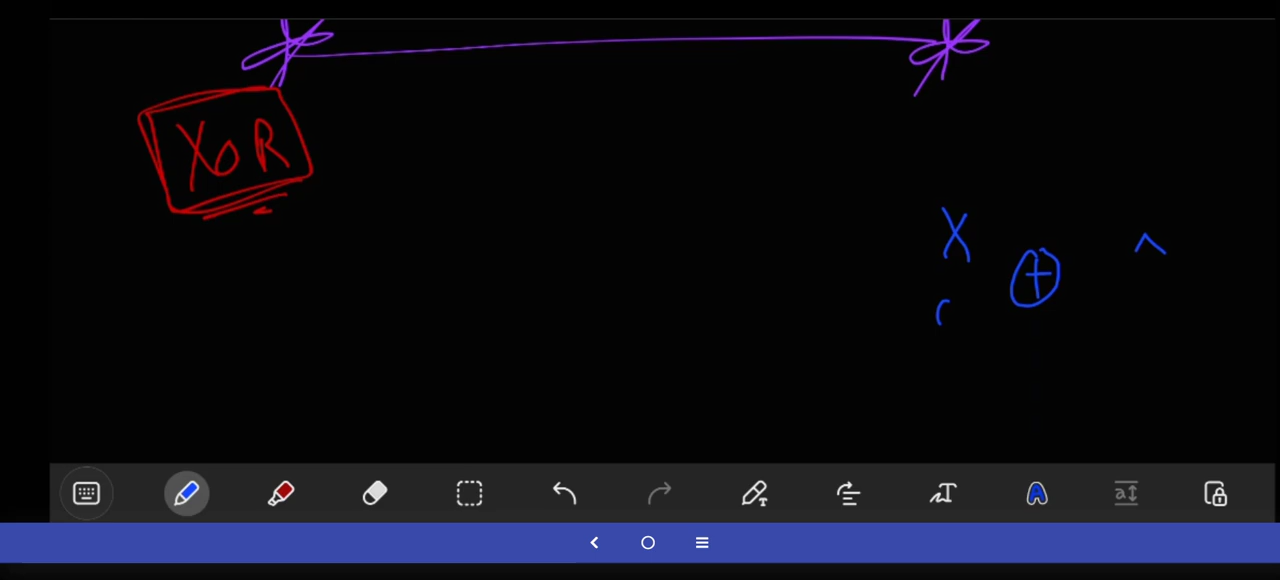 XOR
X ⊕ ^